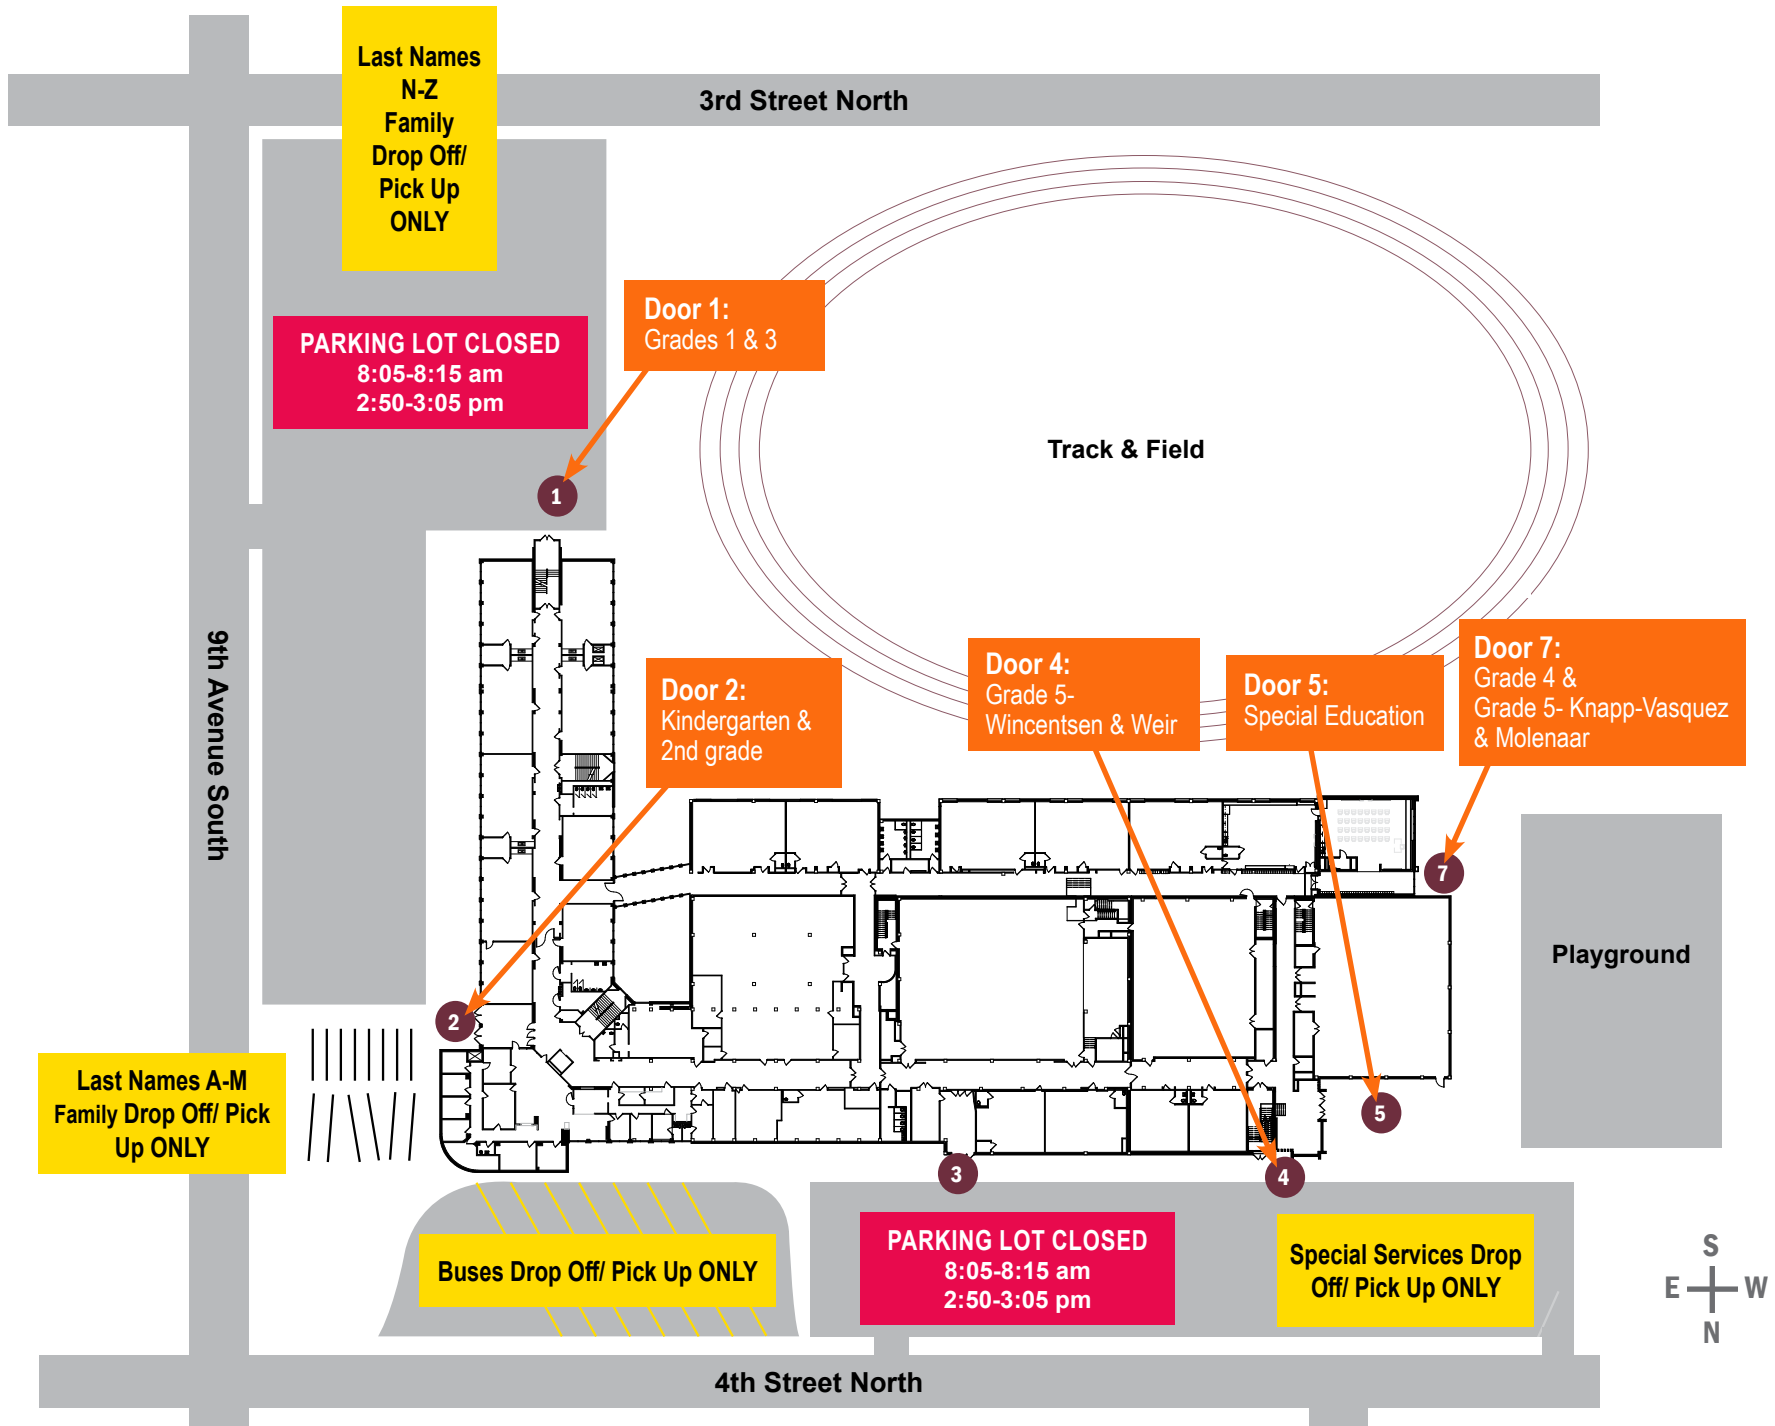 Last Names
N-Z
Family
Drop Off/
Pick Up
ONLY
3rd Street North
PARKING LOT CLOSED
8:05-8:15 am
2:50-3:05 pm
Door 1:
Grades 1 & 3
1
Track & Field
9th Avenue South
Door 2:
Kindergarten &
2nd grade
Door 4:
Grade 5-
Wincentsen & Weir
Door 5:
Special Education
Door 7:
Grade 4 &
Grade 5- Knapp-Vasquez
& Molenaar
7
Playground
2
Last Names A-M
Family Drop Off/ Pick
Up ONLY
5
3
4
Buses Drop Off/ Pick Up ONLY
PARKING LOT CLOSED
8:05-8:15 am
2:50-3:05 pm
Special Services Drop
Off/ Pick Up ONLY
S
E W
N
4th Street North